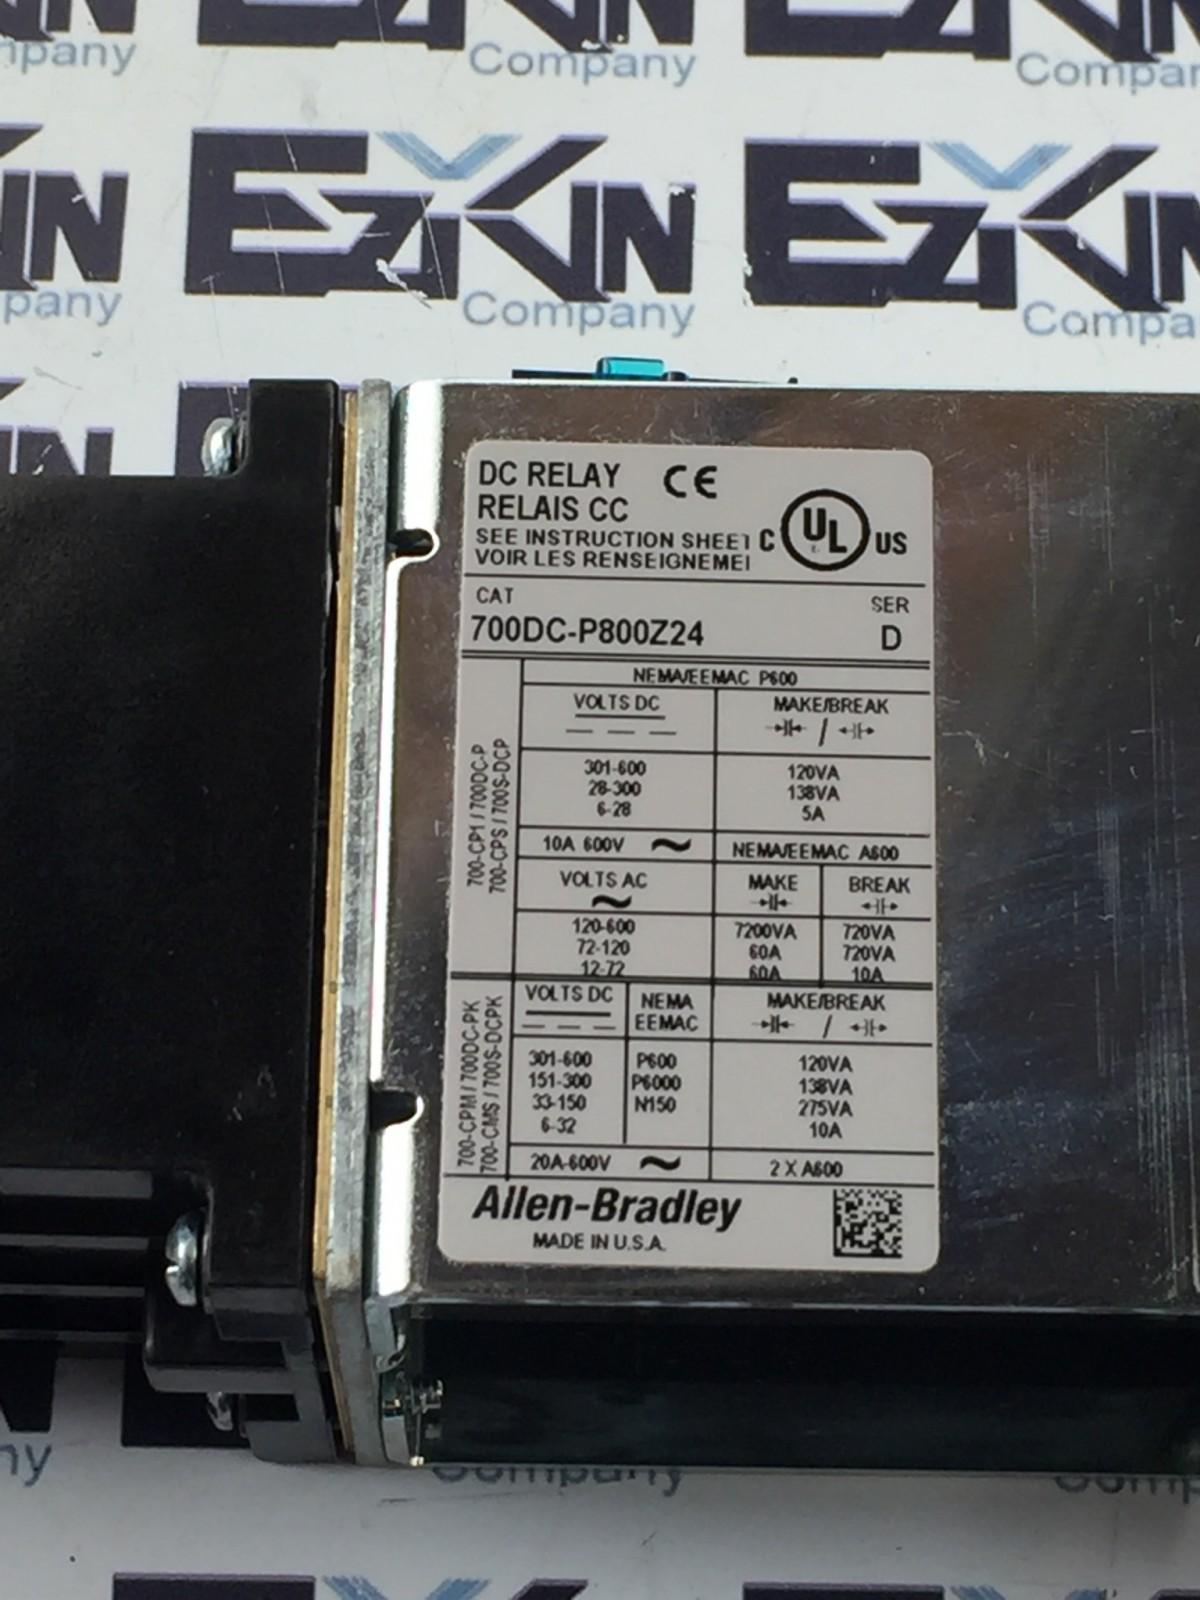 mpany
Company
Company
EZKIN
EZKIN
pany
Company
Compa
DC RELAY CE
RELAIS CC
SEE INSTRUCTION SHEET
VOIR LES RENSEIGNEMEI
C UL US
CAT
SER
700DC-P800Z24 D
700-CP1 / 700DC-P
700-CPS / 700S-DCP
NEMA/EEMAC P600
VOLTS DC MAKE/BREAK
/
301-600 120VA
28-300 138VA
6-28 5A
10A 600V ~ NEMA/EEMAC A600
VOLTS AC MAKE BREAK
~
120-600 7200VA 720VA
72-120 60A 720VA
12-72 60A 10A
700-CPM / 700DC-PK
700-CMS / 700S-DCPK
VOLTS DC NEMA EEMAC MAKE/BREAK
/
301-600 P600 120VA
151-300 P6000 138VA
33-150 N150 275VA
6-32 10A
20A-600V ~ 2 X A600
Allen-Bradley
MADE IN U.S.A.
ny
Company